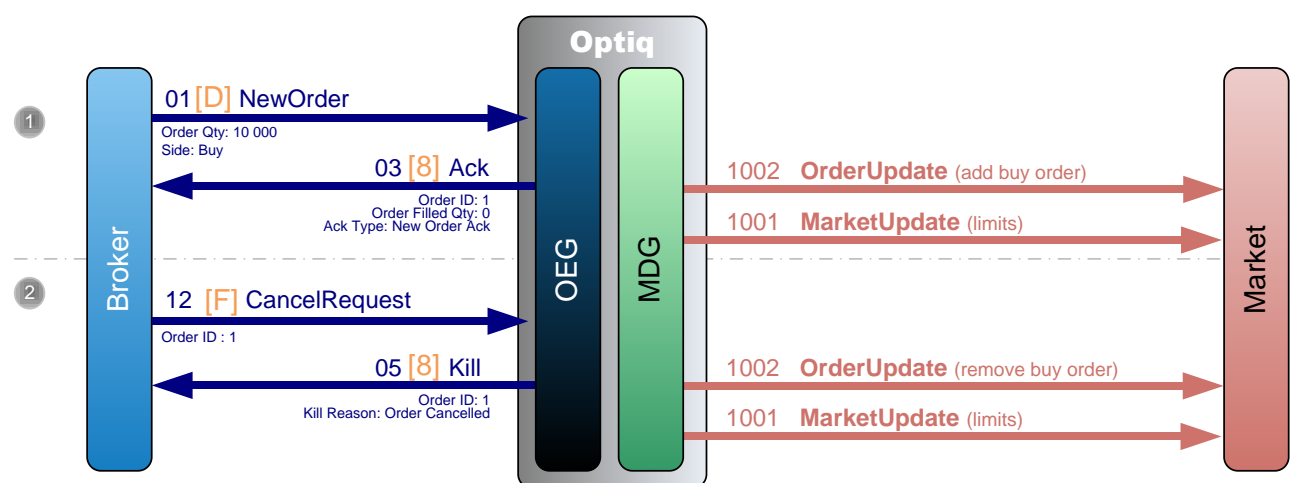 Optiq
1
01 [D] NewOrder
Order Qty: 10 000
Side: Buy
03 [8] Ack
Order ID: 1
Order Filled Qty: 0
Ack Type: New Order Ack
1002 OrderUpdate (add buy order)
1001 MarketUpdate (limits)
Broker
OEG
MDG
Market
2
12 [F] CancelRequest
Order ID : 1
05 [8] Kill
Order ID: 1
Kill Reason: Order Cancelled
1002 OrderUpdate (remove buy order)
1001 MarketUpdate (limits)